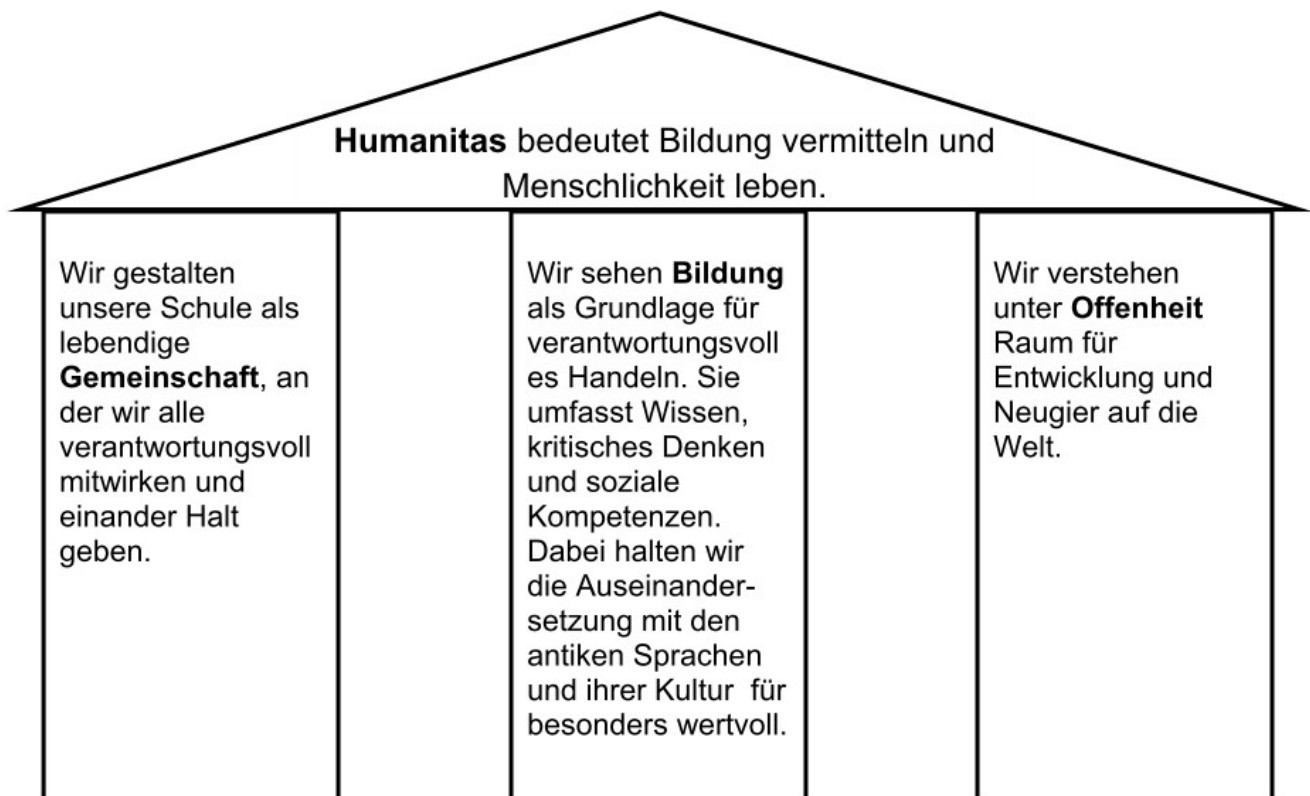 Humanitas bedeutet Bildung vermitteln und
Menschlichkeit leben.
Wir gestalten
unsere Schule als
lebendige
Gemeinschaft, an
der wir alle
verantwortungsvoll
mitwirken und
einander Halt
geben.
Wir sehen Bildung
als Grundlage für
verantwortungsvoll
es Handeln. Sie
umfasst Wissen,
kritisches Denken
und soziale
Kompetenzen.
Dabei halten wir
die Auseinander-
setzung mit den
antiken Sprachen
und ihrer Kultur  für
besonders wertvoll.
Wir verstehen
unter Offenheit
Raum für
Entwicklung und
Neugier auf die
Welt.